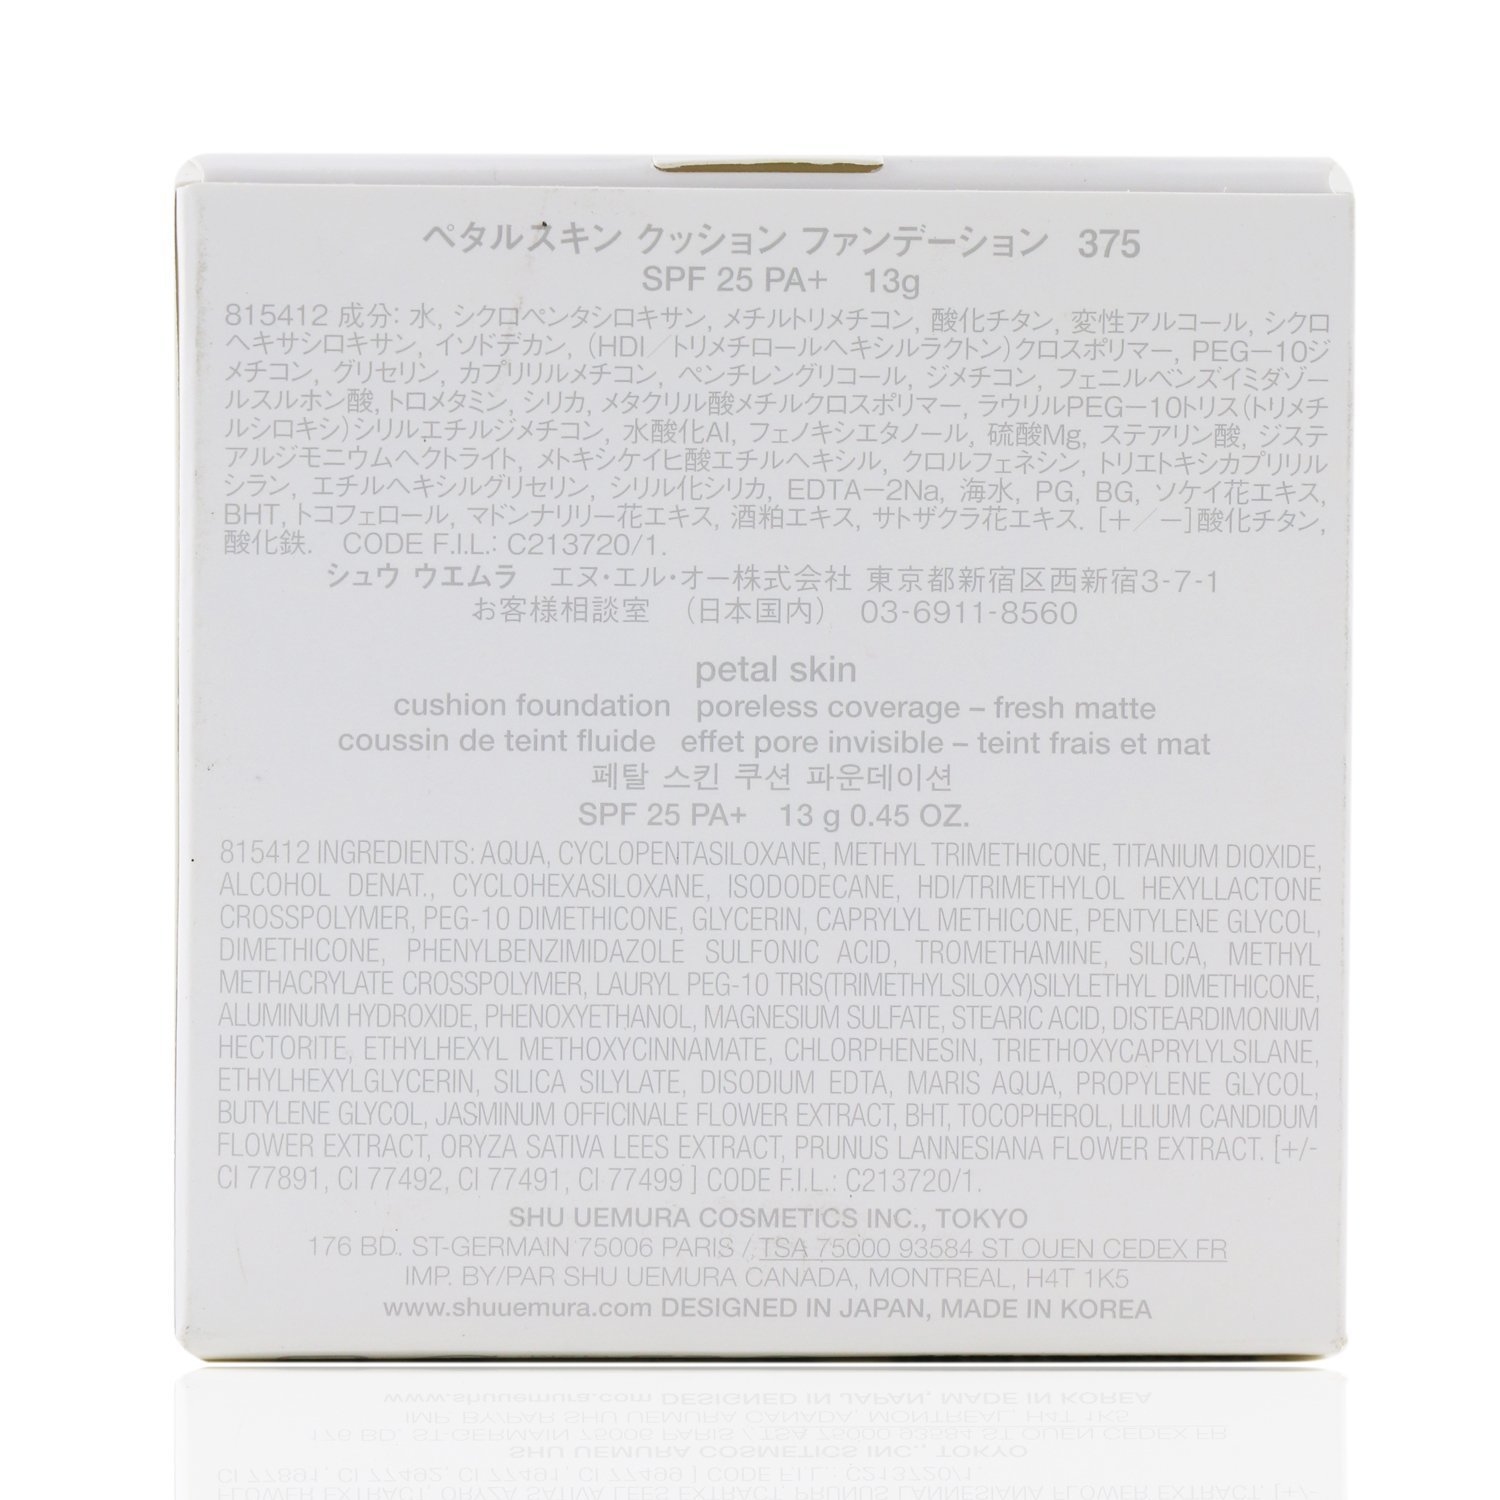 ペタルスキン クッション ファンデーション 375
SPF 25 PA+ 13g
815412 成分: 水, シクロペンタシロキサン, メチルトリメチコン, 酸化チタン, 変性アルコール, シクロ
ヘキサシロキサン, イソドデカン, (HDI/トリメチロールヘキシルラクトン)クロスポリマー, PEG-10ジ
メチコン, グリセリン, カプリリルメチコン, ペンチレングリコール, ジメチコン, フェニルベンズイミダゾー
ルスルホン酸, トロメタミン, シリカ, メタクリル酸メチルクロスポリマー, ラウリルPEG-10トリス(トリメチ
ルシロキシ)シリルエチルジメチコン, 水酸化Al, フェノキシエタノール, 硫酸Mg, ステアリン酸, ジステ
アルジモニウムヘクトライト, メトキシケイヒ酸エチルヘキシル, クロルフェネシン, トリエトキシカプリリル
シラン, エチルヘキシルグリセリン, シリル化シリカ, EDTA-2Na, 海水, PG, BG, ソケイ花エキス,
BHT, トコフェロール, マドンナリリー花エキス, 酒粕エキス, サトザクラ花エキス. [+/-]酸化チタン,
酸化鉄. CODE F.I.L.: C213720/1.
シュウ ウエムラ エヌ・エル・オー株式会社 東京都新宿区西新宿3-7-1
お客様相談室 (日本国内) 03-6911-8560
petal skin
cushion foundation poreless coverage – fresh matte
coussin de teint fluide effet pore invisible – teint frais et mat
페탈 스킨 쿠션 파운데이션
SPF 25 PA+ 13 g 0.45 OZ.
815412 INGREDIENTS: AQUA, CYCLOPENTASILOXANE, METHYL TRIMETHICONE, TITANIUM DIOXIDE,
ALCOHOL DENAT., CYCLOHEXASILOXANE, ISODODECANE, HDI/TRIMETHYLOL HEXYLLACTONE
CROSSPOLYMER, PEG-10 DIMETHICONE, GLYCERIN, CAPRYLYL METHICONE, PENTYLENE GLYCOL,
DIMETHICONE, PHENYLBENZIMIDAZOLE SULFONIC ACID, TROMETHAMINE, SILICA, METHYL
METHACRYLATE CROSSPOLYMER, LAURYL PEG-10 TRIS(TRIMETHYLSILOXY)SILYLETHYL DIMETHICONE,
ALUMINUM HYDROXIDE, PHENOXYETHANOL, MAGNESIUM SULFATE, STEARIC ACID, DISTEARDIMONIUM
HECTORITE, ETHYLHEXYL METHOXYCINNAMATE, CHLORPHENESIN, TRIETHOXYCAPRYLYLSILANE,
ETHYLHEXYLGLYCERIN, SILICA SILYLATE, DISODIUM EDTA, MARIS AQUA, PROPYLENE GLYCOL,
BUTYLENE GLYCOL, JASMINUM OFFICINALE FLOWER EXTRACT, BHT, TOCOPHEROL, LILIUM CANDIDUM
FLOWER EXTRACT, ORYZA SATIVA LEES EXTRACT, PRUNUS LANNESIANA FLOWER EXTRACT. [+/-
CI 77891, CI 77492, CI 77491, CI 77499 ] CODE F.I.L.: C213720/1.
SHU UEMURA COSMETICS INC., TOKYO
176 BD. ST-GERMAIN 75006 PARIS / TSA 75000 93584 ST OUEN CEDEX FR
IMP. BY/PAR SHU UEMURA CANADA, MONTREAL, H4T 1K5
www.shuuemura.com DESIGNED IN JAPAN, MADE IN KOREA